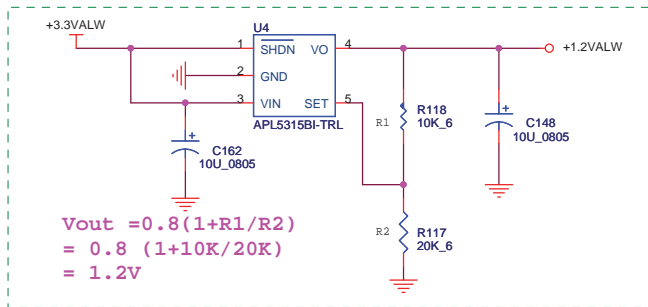 +3.3VALW
U4
1
SHDN
VO
4
+1.2VALW
2
GND
3
VIN
SET
5
APL5315BI-TRL
R1
R118
10K_6
C148
10U_0805
C162
10U_0805
R2
R117
20K_6
Vout =0.8(1+R1/R2)
= 0.8 (1+10K/20K)
= 1.2V